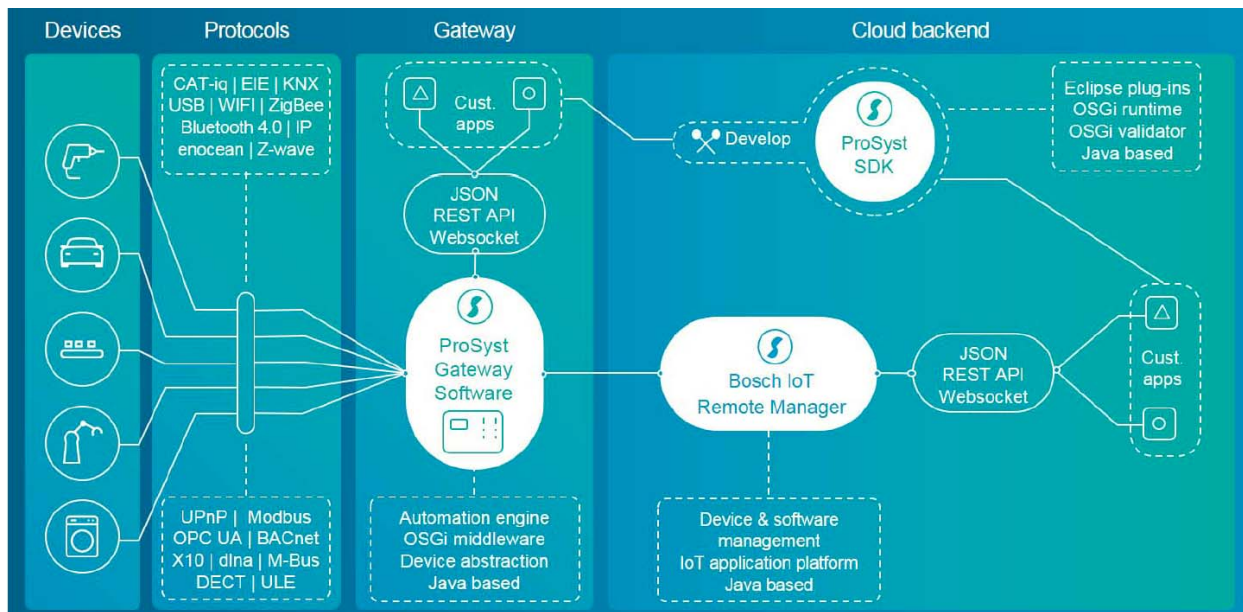 Devices
Protocols
Gateway
Cloud backend
CAT-iq | EIE | KNX
USB | WIFI | ZigBee
Bluetooth 4.0 | IP
enocean | Z-wave
UPnP | Modbus
OPC UA | BACnet
X10 | dlna | M-Bus
DECT | ULE
Cust.
apps
JSON
REST API
Websocket
ProSyst
Gateway
Software
Automation engine
OSGi middleware
Device abstraction
Java based
Develop
ProSyst
SDK
Eclipse plug-ins
OSGi runtime
OSGi validator
Java based
Bosch IoT
Remote Manager
Device & software
management
IoT application platform
Java based
JSON
REST API
Websocket
Cust.
apps